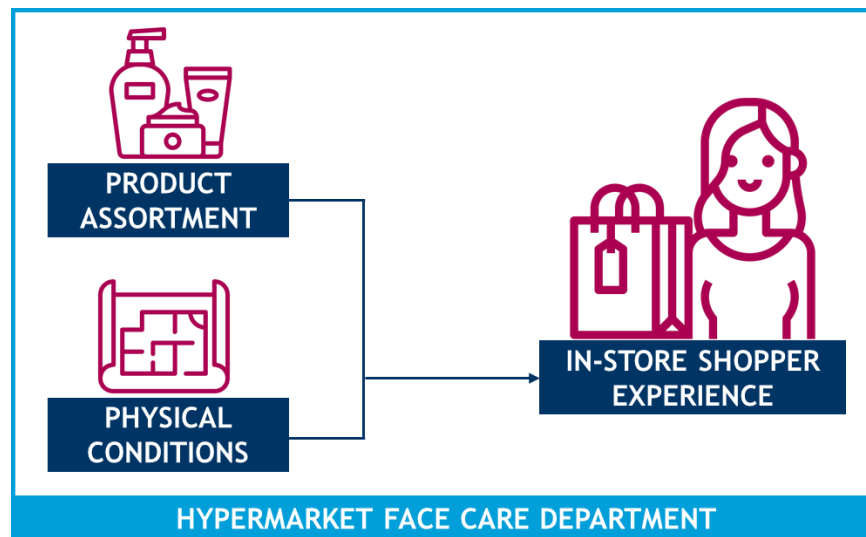 PRODUCT
ASSORTMENT
PHYSICAL
CONDITIONS
IN-STORE SHOPPER
EXPERIENCE
HYPERMARKET FACE CARE DEPARTMENT